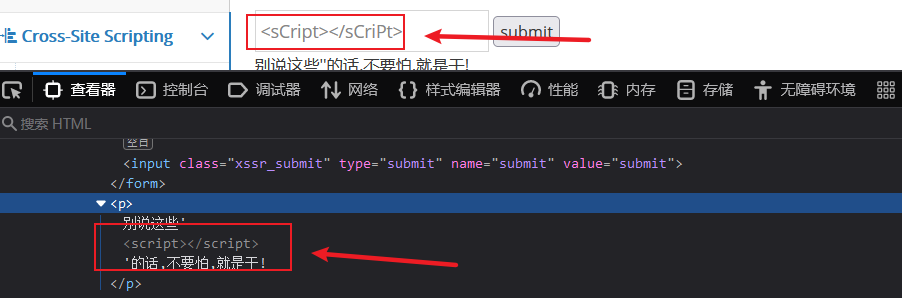 Cross-Site Scripting
<sCript></sCriPt>
submit
别说这些''的话,不要怕,就是干!
查看器
控制台
调试器
网络
样式编辑器
性能
内存
存储
无障碍环境
搜索 HTML
空白
<input class="xssr_submit" type="submit" name="submit" value="submit">
</form>
<p>
别说这些'
<script></script>
'的话,不要怕,就是干!
</p>